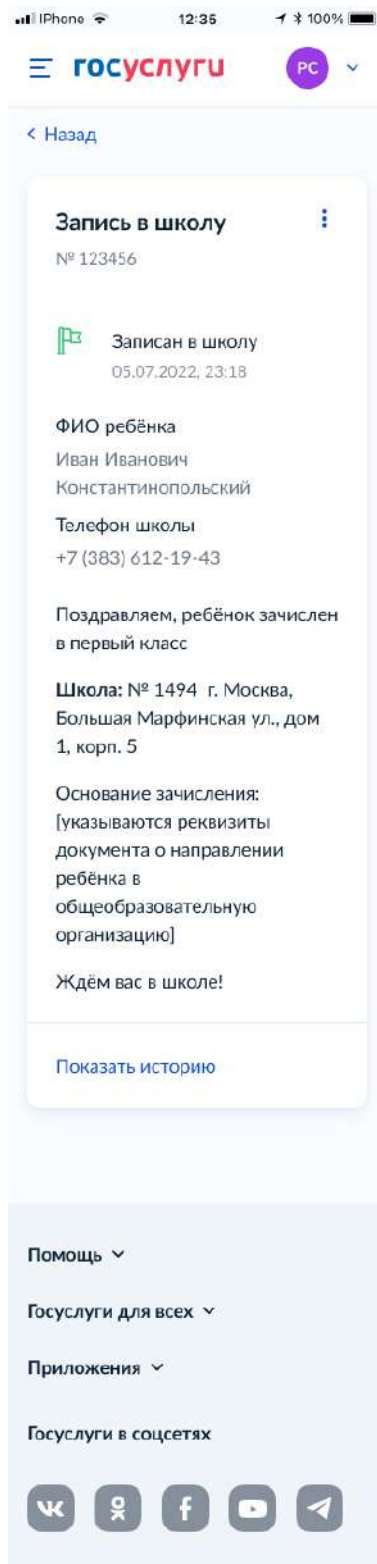 IPhone 12:35 100%
госуслуги РС
Назад
Запись в школу
№ 123456
Записан в школу
05.07.2022, 23:18
ФИО ребёнка
Иван Иванович
Константинопольский
Телефон школы
+7 (383) 612-19-43
Поздравляем, ребёнок зачислен
в первый класс
Школа: № 1494 г. Москва,
Большая Марфинская ул., дом
1, корп. 5
Основание зачисления:
[указываются реквизиты
документа о направлении
ребёнка в
общеобразовательную
организацию]
Ждём вас в школе!
Показать историю
Помощь
Госуслуги для всех
Приложения
Госуслуги в соцсетях